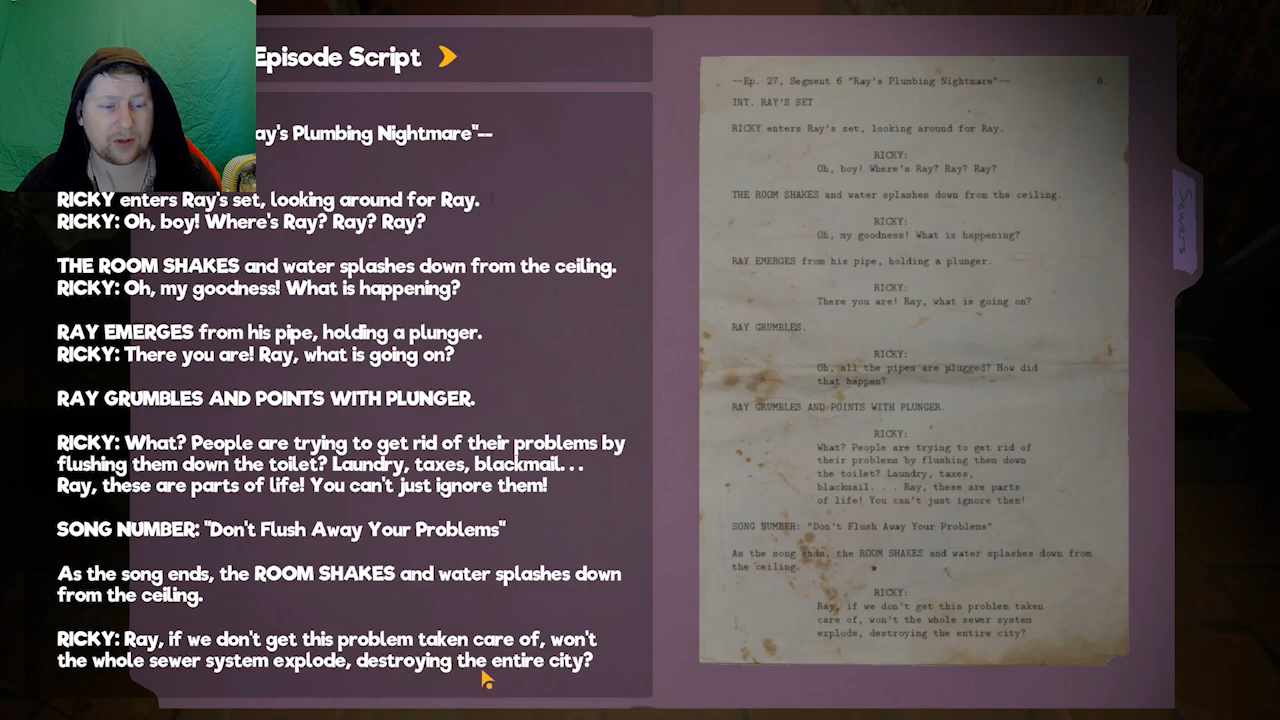 Episode Script
ay's Plumbing Nightmare"--
RICKY enters Ray's set, looking around for Ray.
RICKY: Oh, boy! Where's Ray? Ray? Ray?
THE ROOM SHAKES and water splashes down from the ceiling.
RICKY: Oh, my goodness! What is happening?
RAY EMERGES from his pipe, holding a plunger.
RICKY: There you are! Ray, what is going on?
RAY GRUMBLES AND POINTS WITH PLUNGER.
RICKY: What? People are trying to get rid of their problems by
flushing them down the toilet? Laundry, taxes, blackmail. . .
Ray, these are parts of life! You can't just ignore them!
SONG NUMBER: "Don't Flush Away Your Problems"
As the song ends, the ROOM SHAKES and water splashes down
from the ceiling.
RICKY: Ray, if we don't get this problem taken care of, won't
the whole sewer system explode, destroying the entire city?
--Ep. 27, Segment 6 "Ray's Plumbing Nightmare"-- 6.
INT. RAY'S SET
RICKY enters Ray's set, looking around for Ray.
RICKY:
Oh, boy! Where's Ray? Ray? Ray?
THE ROOM SHAKES and water splashes down from the ceiling.
RICKY:
Oh, my goodness! What is happening?
RAY EMERGES from his pipe, holding a plunger.
RICKY:
There you are! Ray, what is going on?
RAY GRUMBLES.
RICKY:
Oh, all the pipes are plugged? How did
that happen?
RAY GRUMBLES AND POINTS WITH PLUNGER.
RICKY:
What? People are trying to get rid of
their problems by flushing them down
the toilet? Laundry, taxes,
blackmail. . . Ray, these are parts
of life! You can't just ignore them!
SONG NUMBER: "Don't Flush Away Your Problems"
As the song ends, the ROOM SHAKES and water splashes down from
the ceiling.
RICKY:
Ray, if we don't get this problem taken
care of, won't the whole sewer system
explode, destroying the entire city?
Sewers